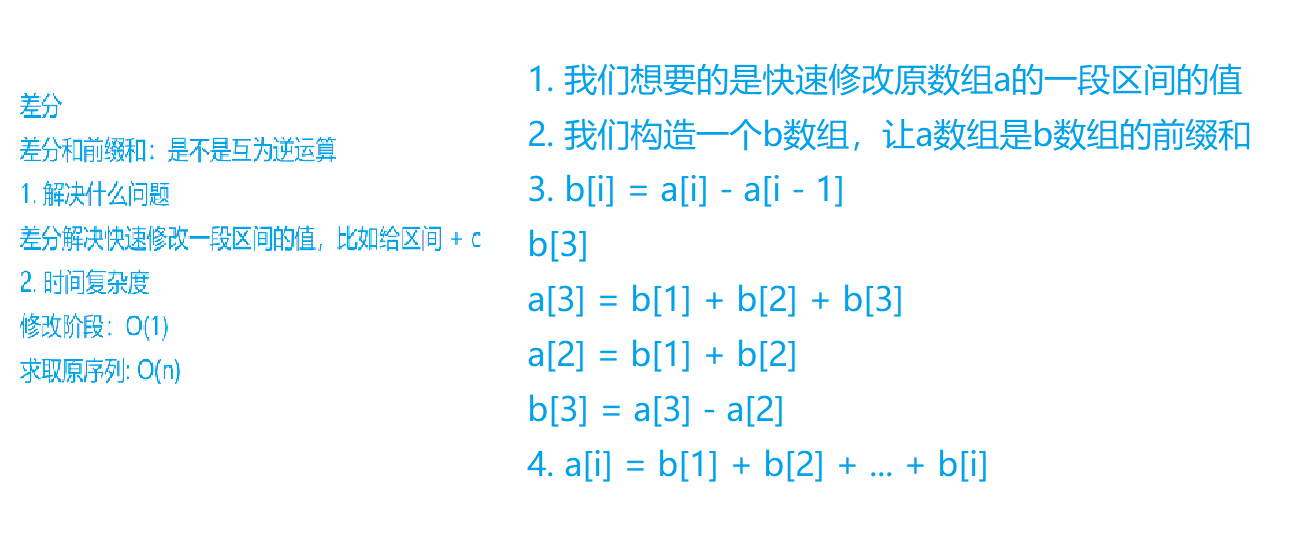 差分
差分和前缀和：是不是互为逆运算
1. 解决什么问题
差分解决快速修改一段区间的值，比如给区间 + c
2. 时间复杂度
修改阶段：O(1)
求取原序列: O(n)
1. 我们想要的是快速修改原数组a的一段区间的值
2. 我们构造一个b数组，让a数组是b数组的前缀和
3. b[i] = a[i] - a[i - 1]
b[3]
a[3] = b[1] + b[2] + b[3]
a[2] = b[1] + b[2]
b[3] = a[3] - a[2]
4. a[i] = b[1] + b[2] + ... + b[i]